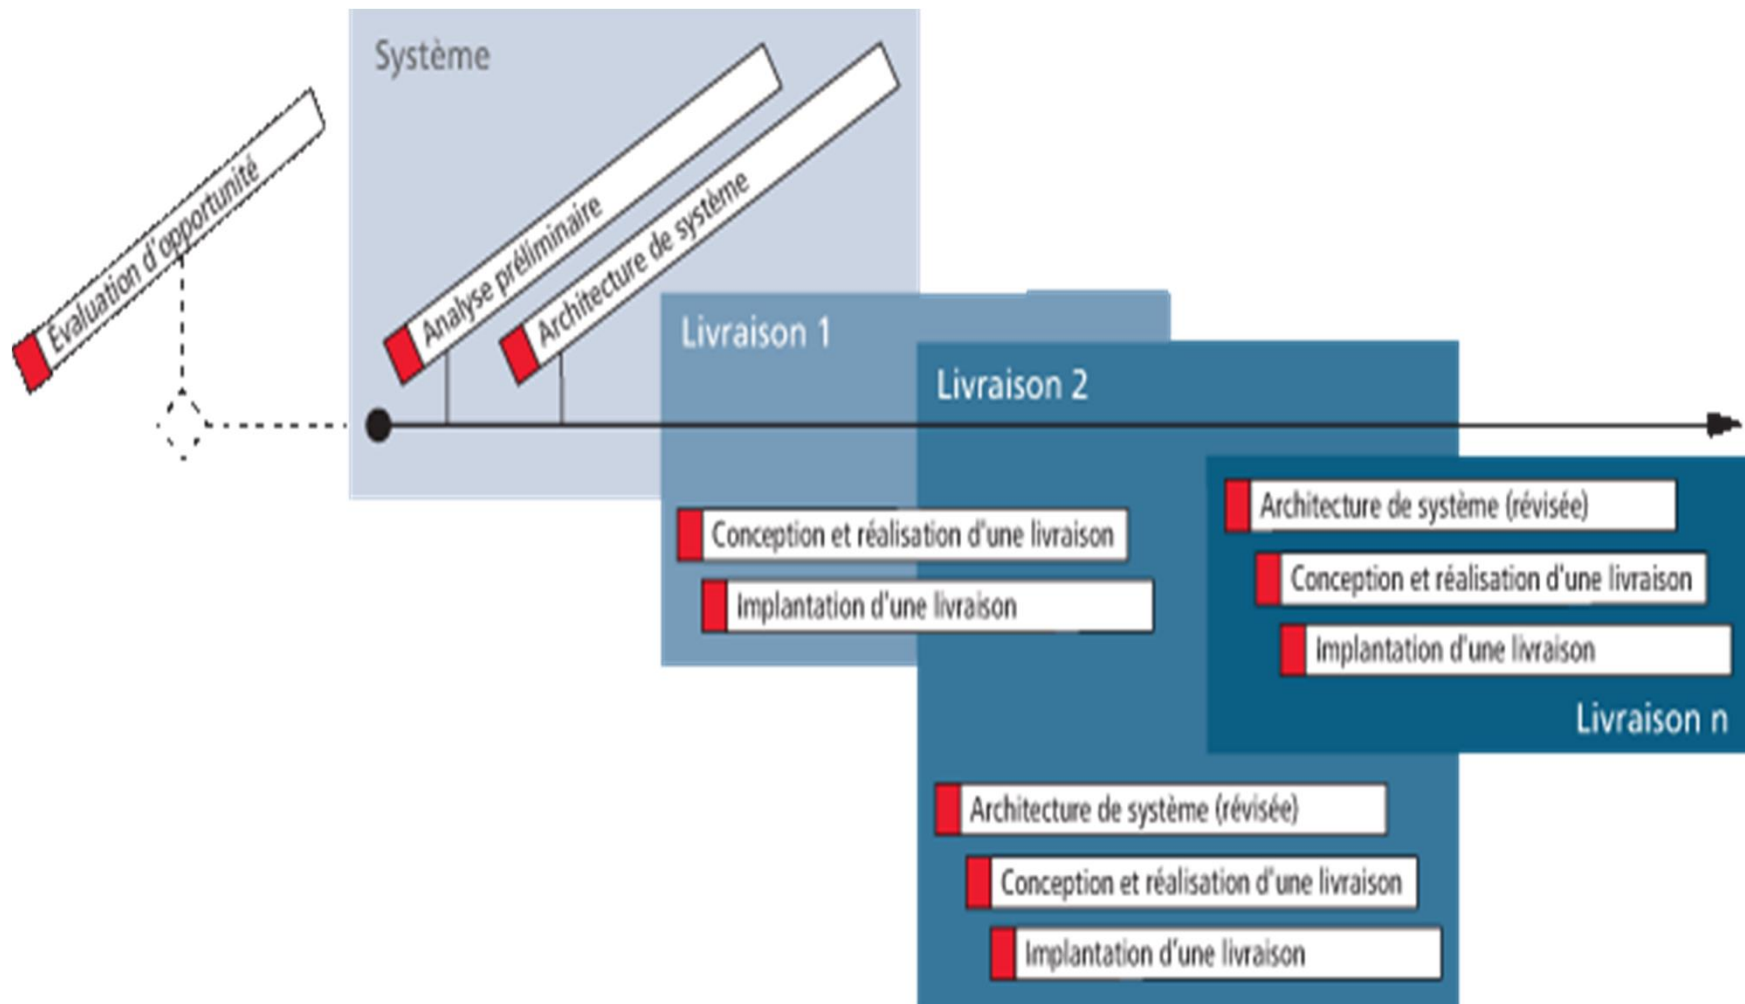 Système
Évaluation d'opportunité
Analyse préliminaire
Architecture de système
Livraison 1
Livraison 2
Conception et réalisation d'une livraison
Implantation d'une livraison
Architecture de système (révisée)
Conception et réalisation d'une livraison
Implantation d'une livraison
Livraison n
Architecture de système (révisée)
Conception et réalisation d'une livraison
Implantation d'une livraison